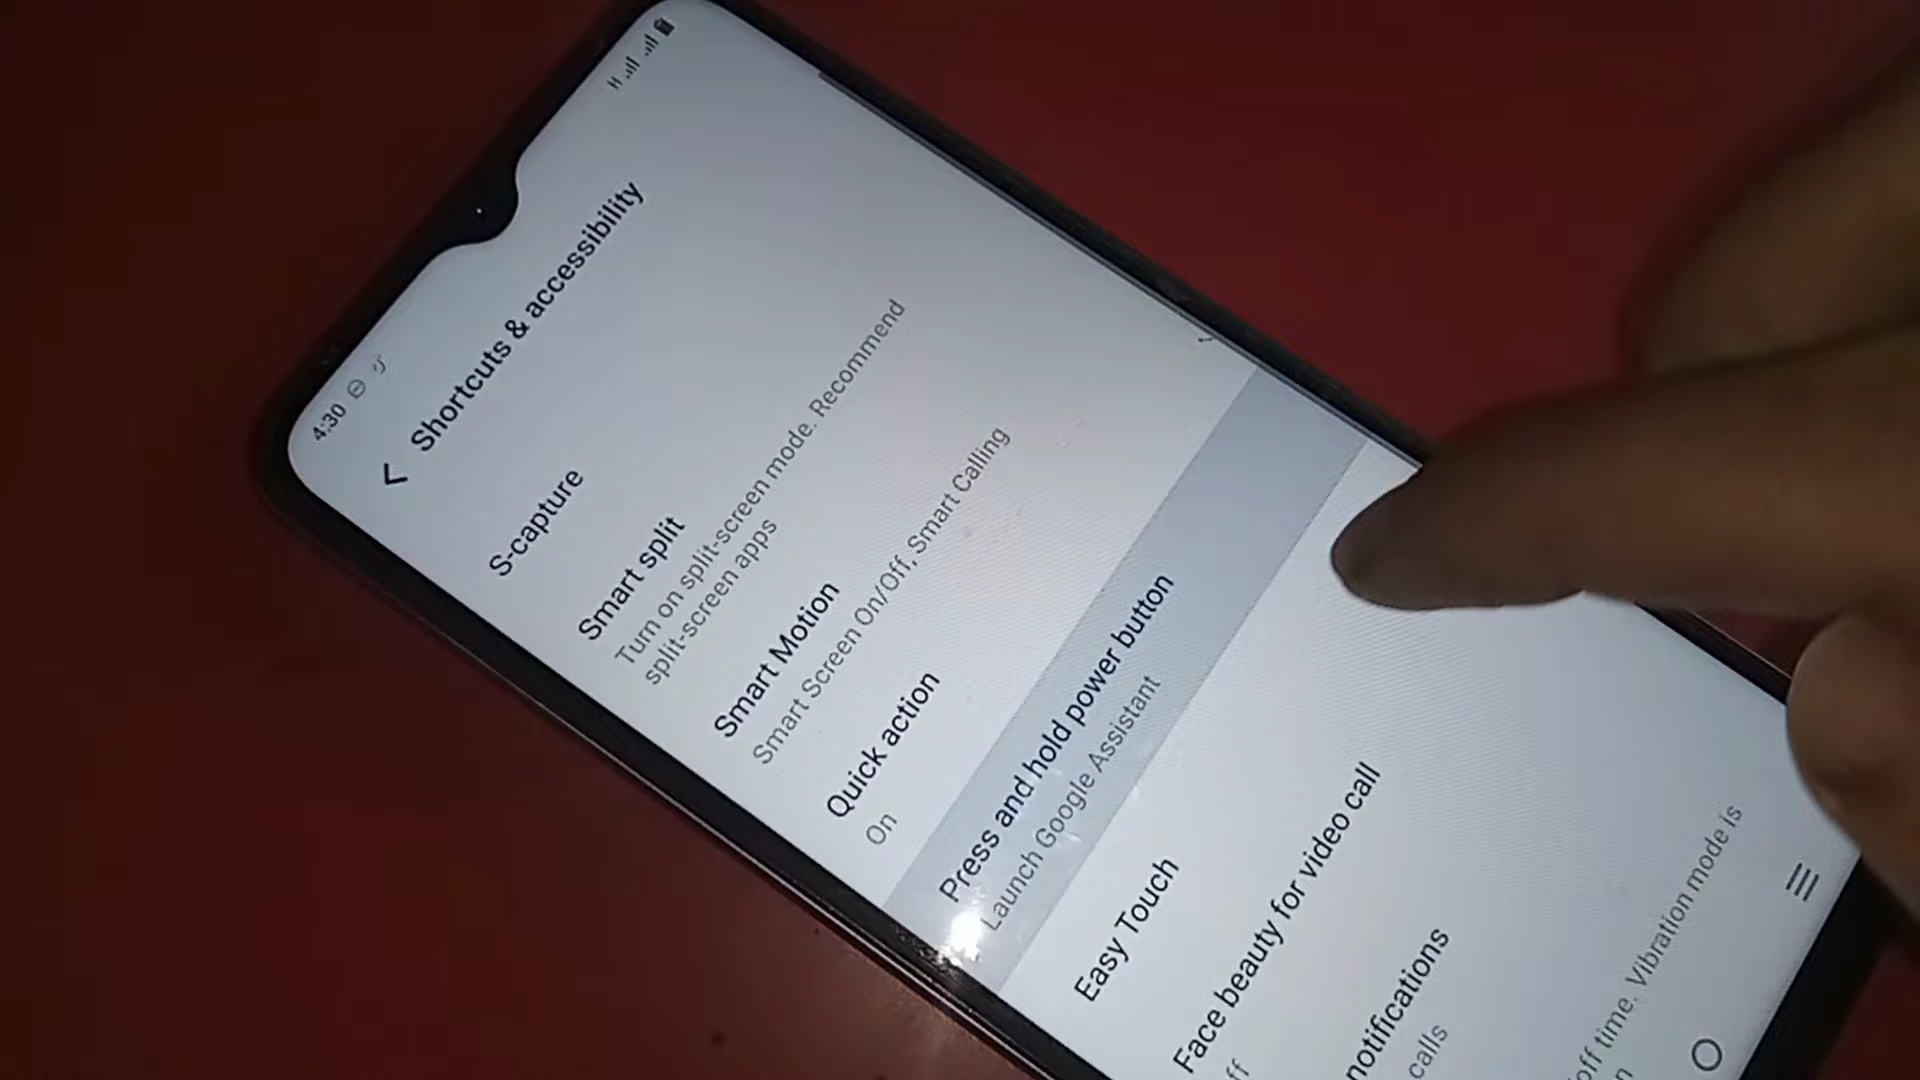 4:30
H
Shortcuts & accessibility
S-capture
Smart split
Turn on split-screen mode. Recommend
split-screen apps
Smart Motion
Smart Screen On/Off, Smart Calling
Quick action
On
Press and hold power button
Launch Google Assistant
Easy Touch
Face beauty for video call
notifications
calls
off time. Vibration mode is